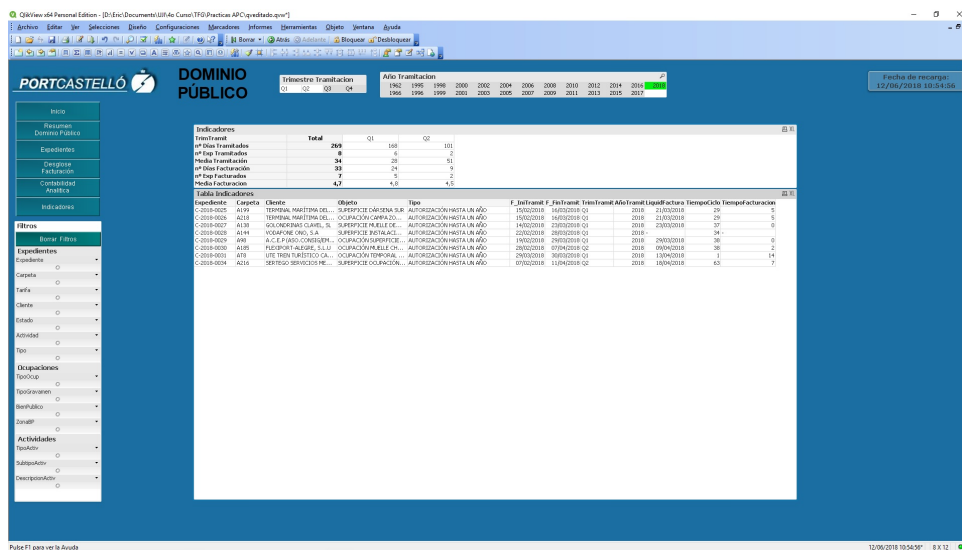 QlikView x64 Personal Edition - [D:\Eric\Documents\UJI\4o Curso\TFG\Practicas APC\qveditado.qvw*]
Archivo Editar Ver Selecciones Diseño Configuraciones Marcadores Informes Herramientas Objeto Ventana Ayuda
Borrar Atrás Adelante Bloquear Desbloquear
PORTCASTELLÓ
DOMINIO PÚBLICO
Trimestre Tramitacion
Q1 Q2 Q3 Q4
Año Tramitacion
1962 1995 1998 2000 2002 2004 2006 2008 2010 2012 2014 2016 2018
1966 1996 1999 2001 2003 2005 2007 2009 2011 2013 2015 2017
Fecha de recarga:
12/06/2018 10:54:56
Inicio
Resumen
Dominio Público
Expedientes
Desglose
Facturación
Contabilidad
Analítica
Indicadores
Filtros
Borrar Filtros
Expedientes
Expediente
Carpeta
Tarifa
Cliente
Estado
Actividad
Tipo
Ocupaciones
TipoOcup
TipoGravamen
BienPublico
ZonaBP
Actividades
TipoActiv
SubtipoActiv
DescripcionActiv
Indicadores
TrimTramit Total Q1 Q2
nº Días Tramitados 269 168 101
nº Exp Tramitados 8 6 2
Media Tramitación 34 28 51
nº Días Facturación 33 24 9
nº Exp Facturados 7 5 2
Media Facturacion 4,7 4,8 4,5
Tabla Indicadores
Expediente Carpeta Cliente Objeto Tipo F_IniTramit F_FinTramit TrimTramit AñoTramit LiquidFactura TiempoCiclo TiempoFacturacion
C-2018-0025 A199 TERMINAL MARÍTIMA DEL... SUPERFICIE DÁRSENA SUR AUTORIZACIÓN HASTA UN AÑO 15/02/2018 16/03/2018 Q1 2018 21/03/2018 29 5
C-2018-0026 A218 TERMINAL MARÍTIMA DEL... OCUPACIÓN CAMPA ZO... AUTORIZACIÓN HASTA UN AÑO 15/02/2018 16/03/2018 Q1 2018 21/03/2018 29 5
C-2018-0027 A138 GOLONDRINAS CLAVEL, SL SUPERFICIE MUELLE DE... AUTORIZACIÓN HASTA UN AÑO 14/02/2018 23/03/2018 Q1 2018 23/03/2018 37 0
C-2018-0028 A144 VODAFONE ONO, S.A SUPERFICIE INSTALACI... AUTORIZACIÓN HASTA UN AÑO 22/02/2018 28/03/2018 Q1 2018 - 34 -
C-2018-0029 A98 A.C.E.P (ASO.CONSIG,EM... OCUPACIÓN SUPERFICIE... AUTORIZACIÓN HASTA UN AÑO 19/02/2018 29/03/2018 Q1 2018 29/03/2018 38 0
C-2018-0030 A185 FLEXIPORT ALEGRE, S.L.U OCUPACIÓN MUELLE CH... AUTORIZACIÓN HASTA UN AÑO 28/02/2018 07/04/2018 Q2 2018 09/04/2018 38 2
C-2018-0031 AT8 UTE TREN TURÍSTICO CA... OCUPACIÓN TEMPORAL ... AUTORIZACIÓN HASTA UN AÑO 29/03/2018 30/03/2018 Q1 2018 13/04/2018 1 14
C-2018-0034 A216 SERTEGO SERVICIOS ME... SUPERFICIE OCUPACIÓN... AUTORIZACIÓN HASTA UN AÑO 07/02/2018 11/04/2018 Q2 2018 18/04/2018 63 7
Pulse F1 para ver la Ayuda
12/06/2018 10:54:56* 8 X 12